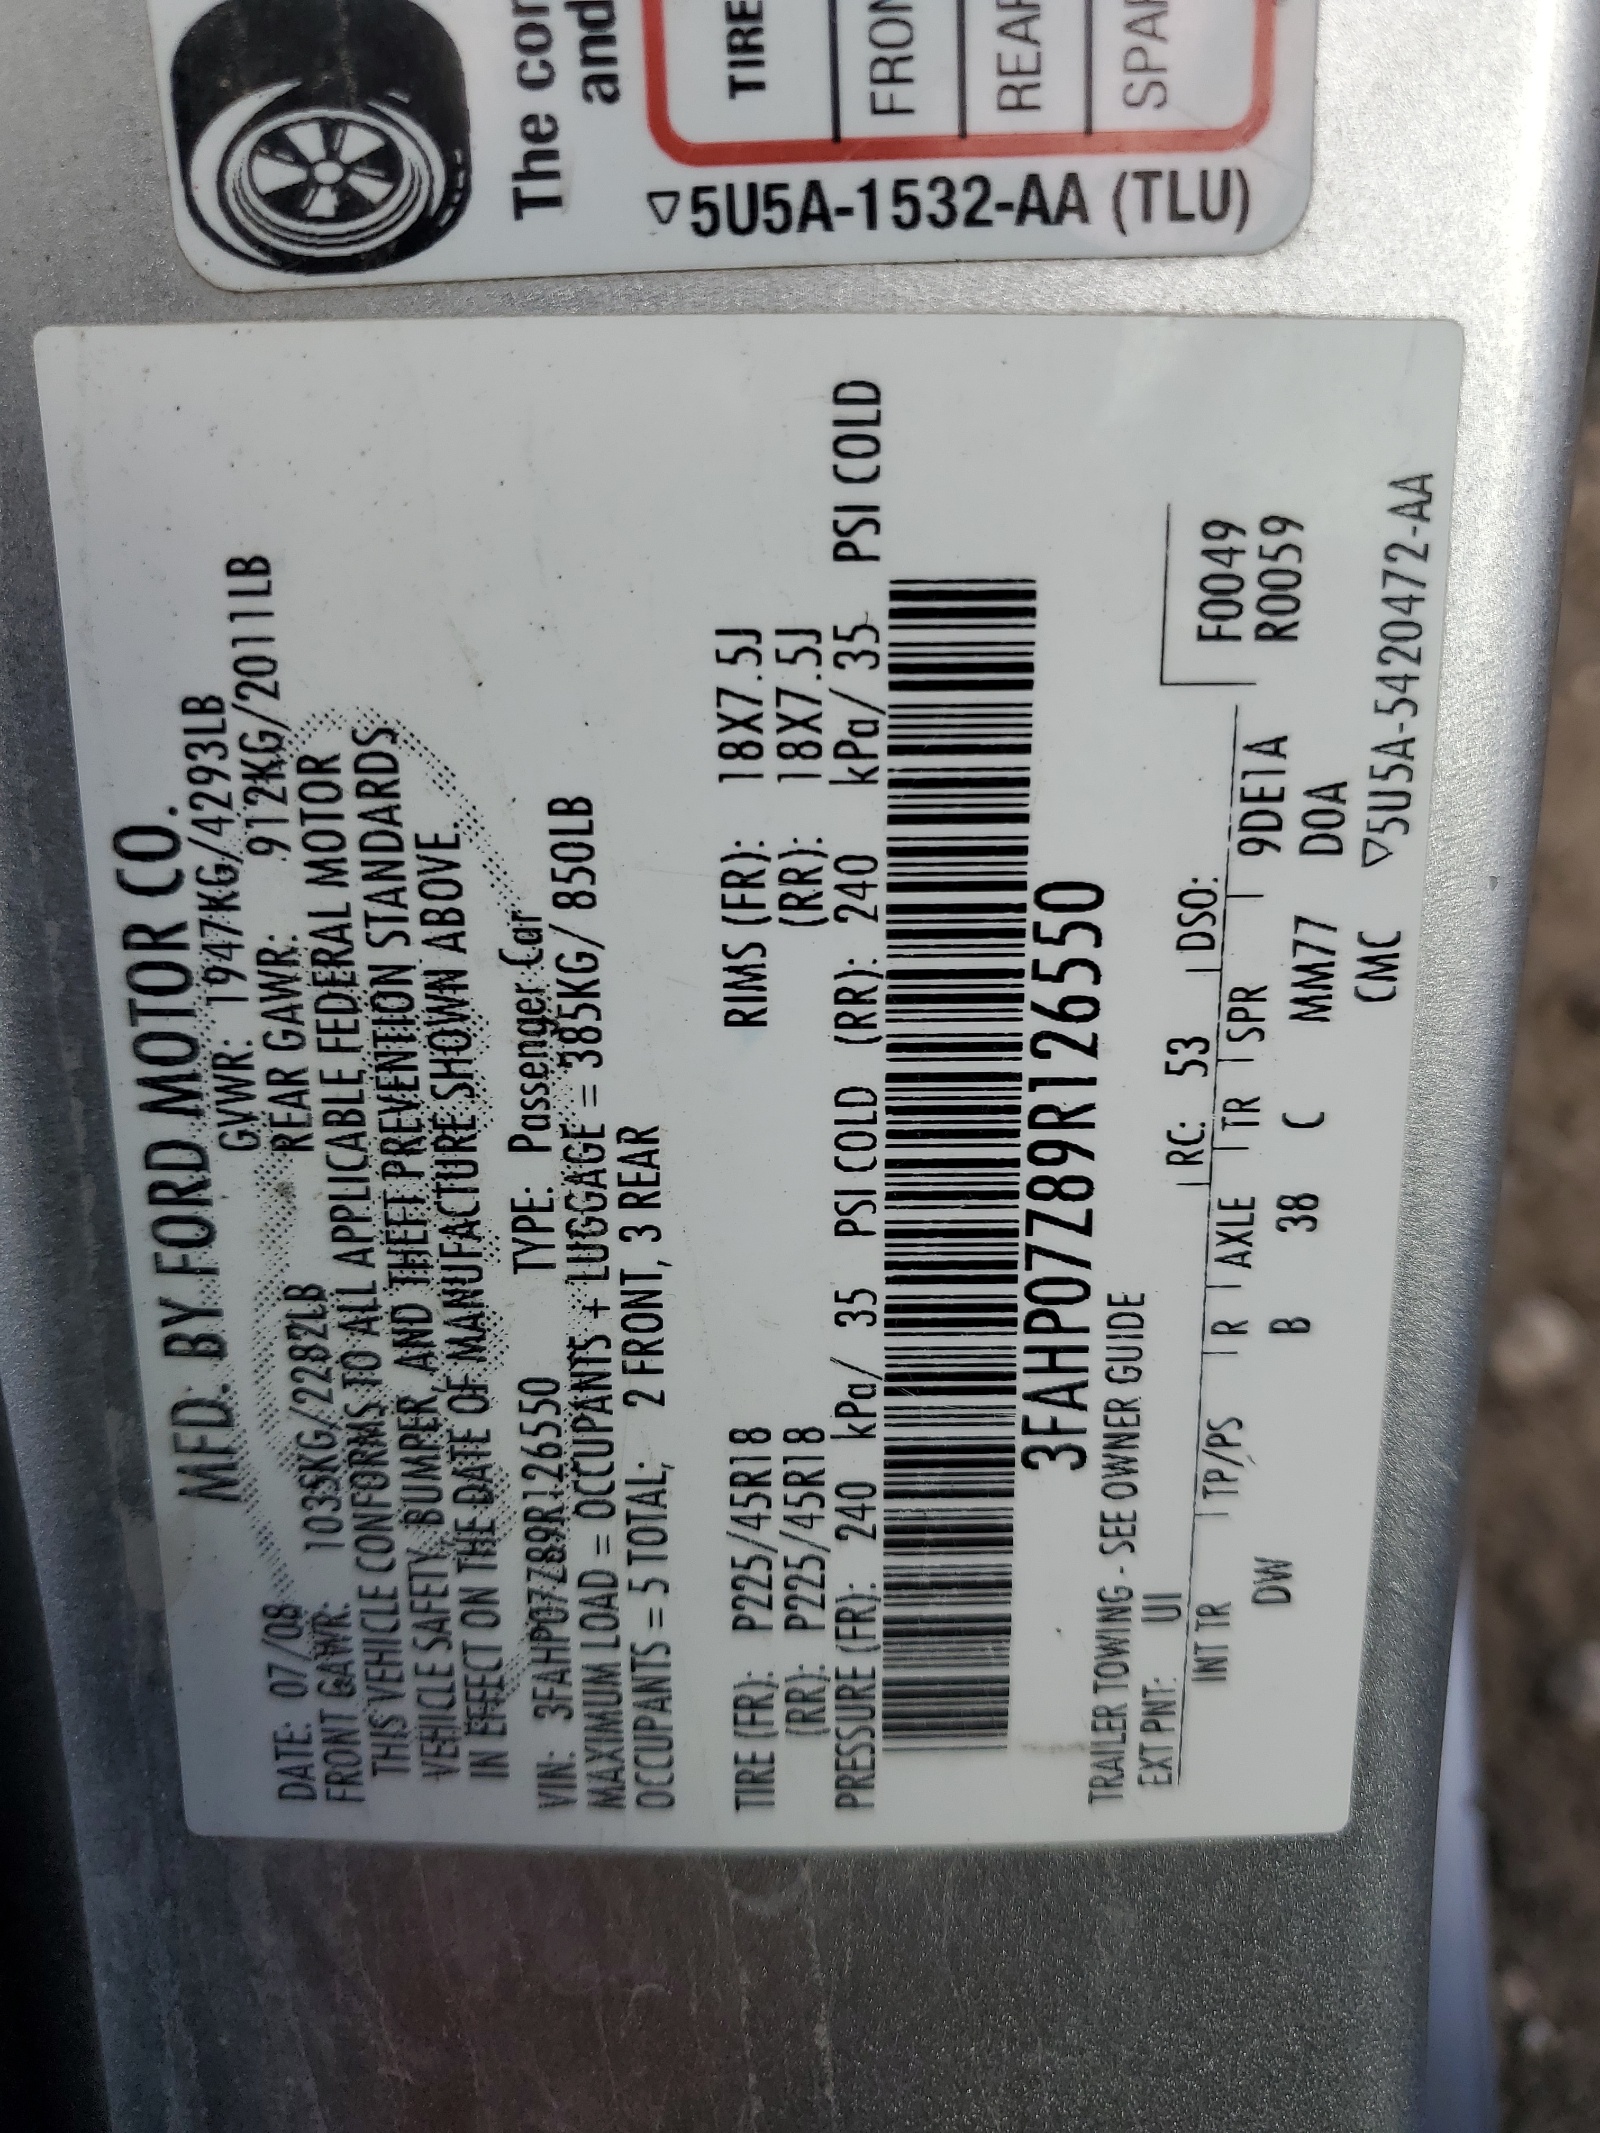 MFD. BY FORD MOTOR CO.
DATE: 07/08 GVWR: 1947KG/4293LB
FRONT GAWR: 1035KG/2282LB REAR GAWR: 912KG/2011LB
THIS VEHICLE CONFORMS TO ALL APPLICABLE FEDERAL MOTOR
VEHICLE SAFETY, BUMPER, AND THEFT PREVENTION STANDARDS
IN EFFECT ON THE DATE OF MANUFACTURE SHOWN ABOVE.
VIN: 3FAHP07Z89R126550 TYPE: Passenger Car
MAXIMUM LOAD = OCCUPANTS + LUGGAGE = 385KG/ 850LB
OCCUPANTS = 5 TOTAL; 2 FRONT, 3 REAR
TIRE (FR): P225/45R18 RIMS (FR): 18X7.5J
(RR): P225/45R18 (RR): 18X7.5J
PRESSURE (FR): 240 kPa/ 35 PSI COLD (RR): 240 kPa/ 35 PSI COLD
3FAHP07Z89R126550
TRAILER TOWING - SEE OWNER GUIDE
EXT PNT: UI RC: 53 DSO:
INT TR TP/PS R AXLE TR SPR 9DE1A F0049
DW B 38 C MM77 D0A R0059
CMC ▽5U5A-5420472-AA
The con
and
TIRE
FRON
REAR
SPAR
▽5U5A-1532-AA (TLU)